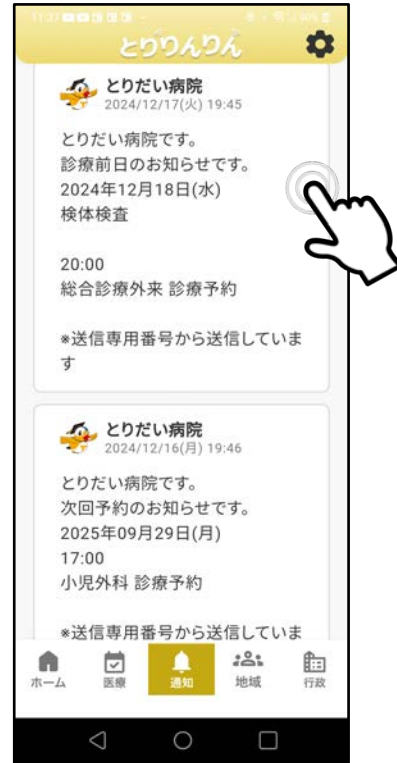 11:37
とりりんりん
とりだい病院
2024/12/17(火) 19:45
とりだい病院です。
診療前日のお知らせです。
2024年12月18日(水)
検体検査
20:00
総合診療外来 診療予約
*送信専用番号から送信していま
す
とりだい病院
2024/12/16(月) 19:46
とりだい病院です。
次回予約のお知らせです。
2025年09月29日(月)
17:00
小児外科 診療予約
*送信専用番号から送信していま
ホーム
医療
通知
地域
行政